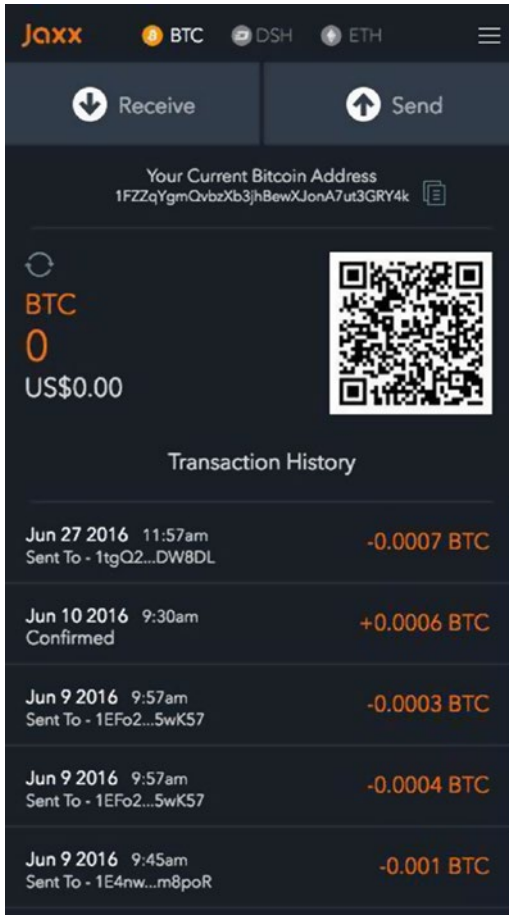 Jaxx BTC DSH ETH
Receive Send
Your Current Bitcoin Address
1FZZqYgmQvbzXb3jhBewXJonA7ut3GRY4k
BTC
0
US$0.00
Transaction History
Jun 27 2016 11:57am
Sent To - 1tgQ2...DW8DL
-0.0007 BTC
Jun 10 2016 9:30am
Confirmed
+0.0006 BTC
Jun 9 2016 9:57am
Sent To - 1EFo2...5wK57
-0.0003 BTC
Jun 9 2016 9:57am
Sent To - 1EFo2...5wK57
-0.0004 BTC
Jun 9 2016 9:45am
Sent To - 1E4nw...m8poR
-0.001 BTC